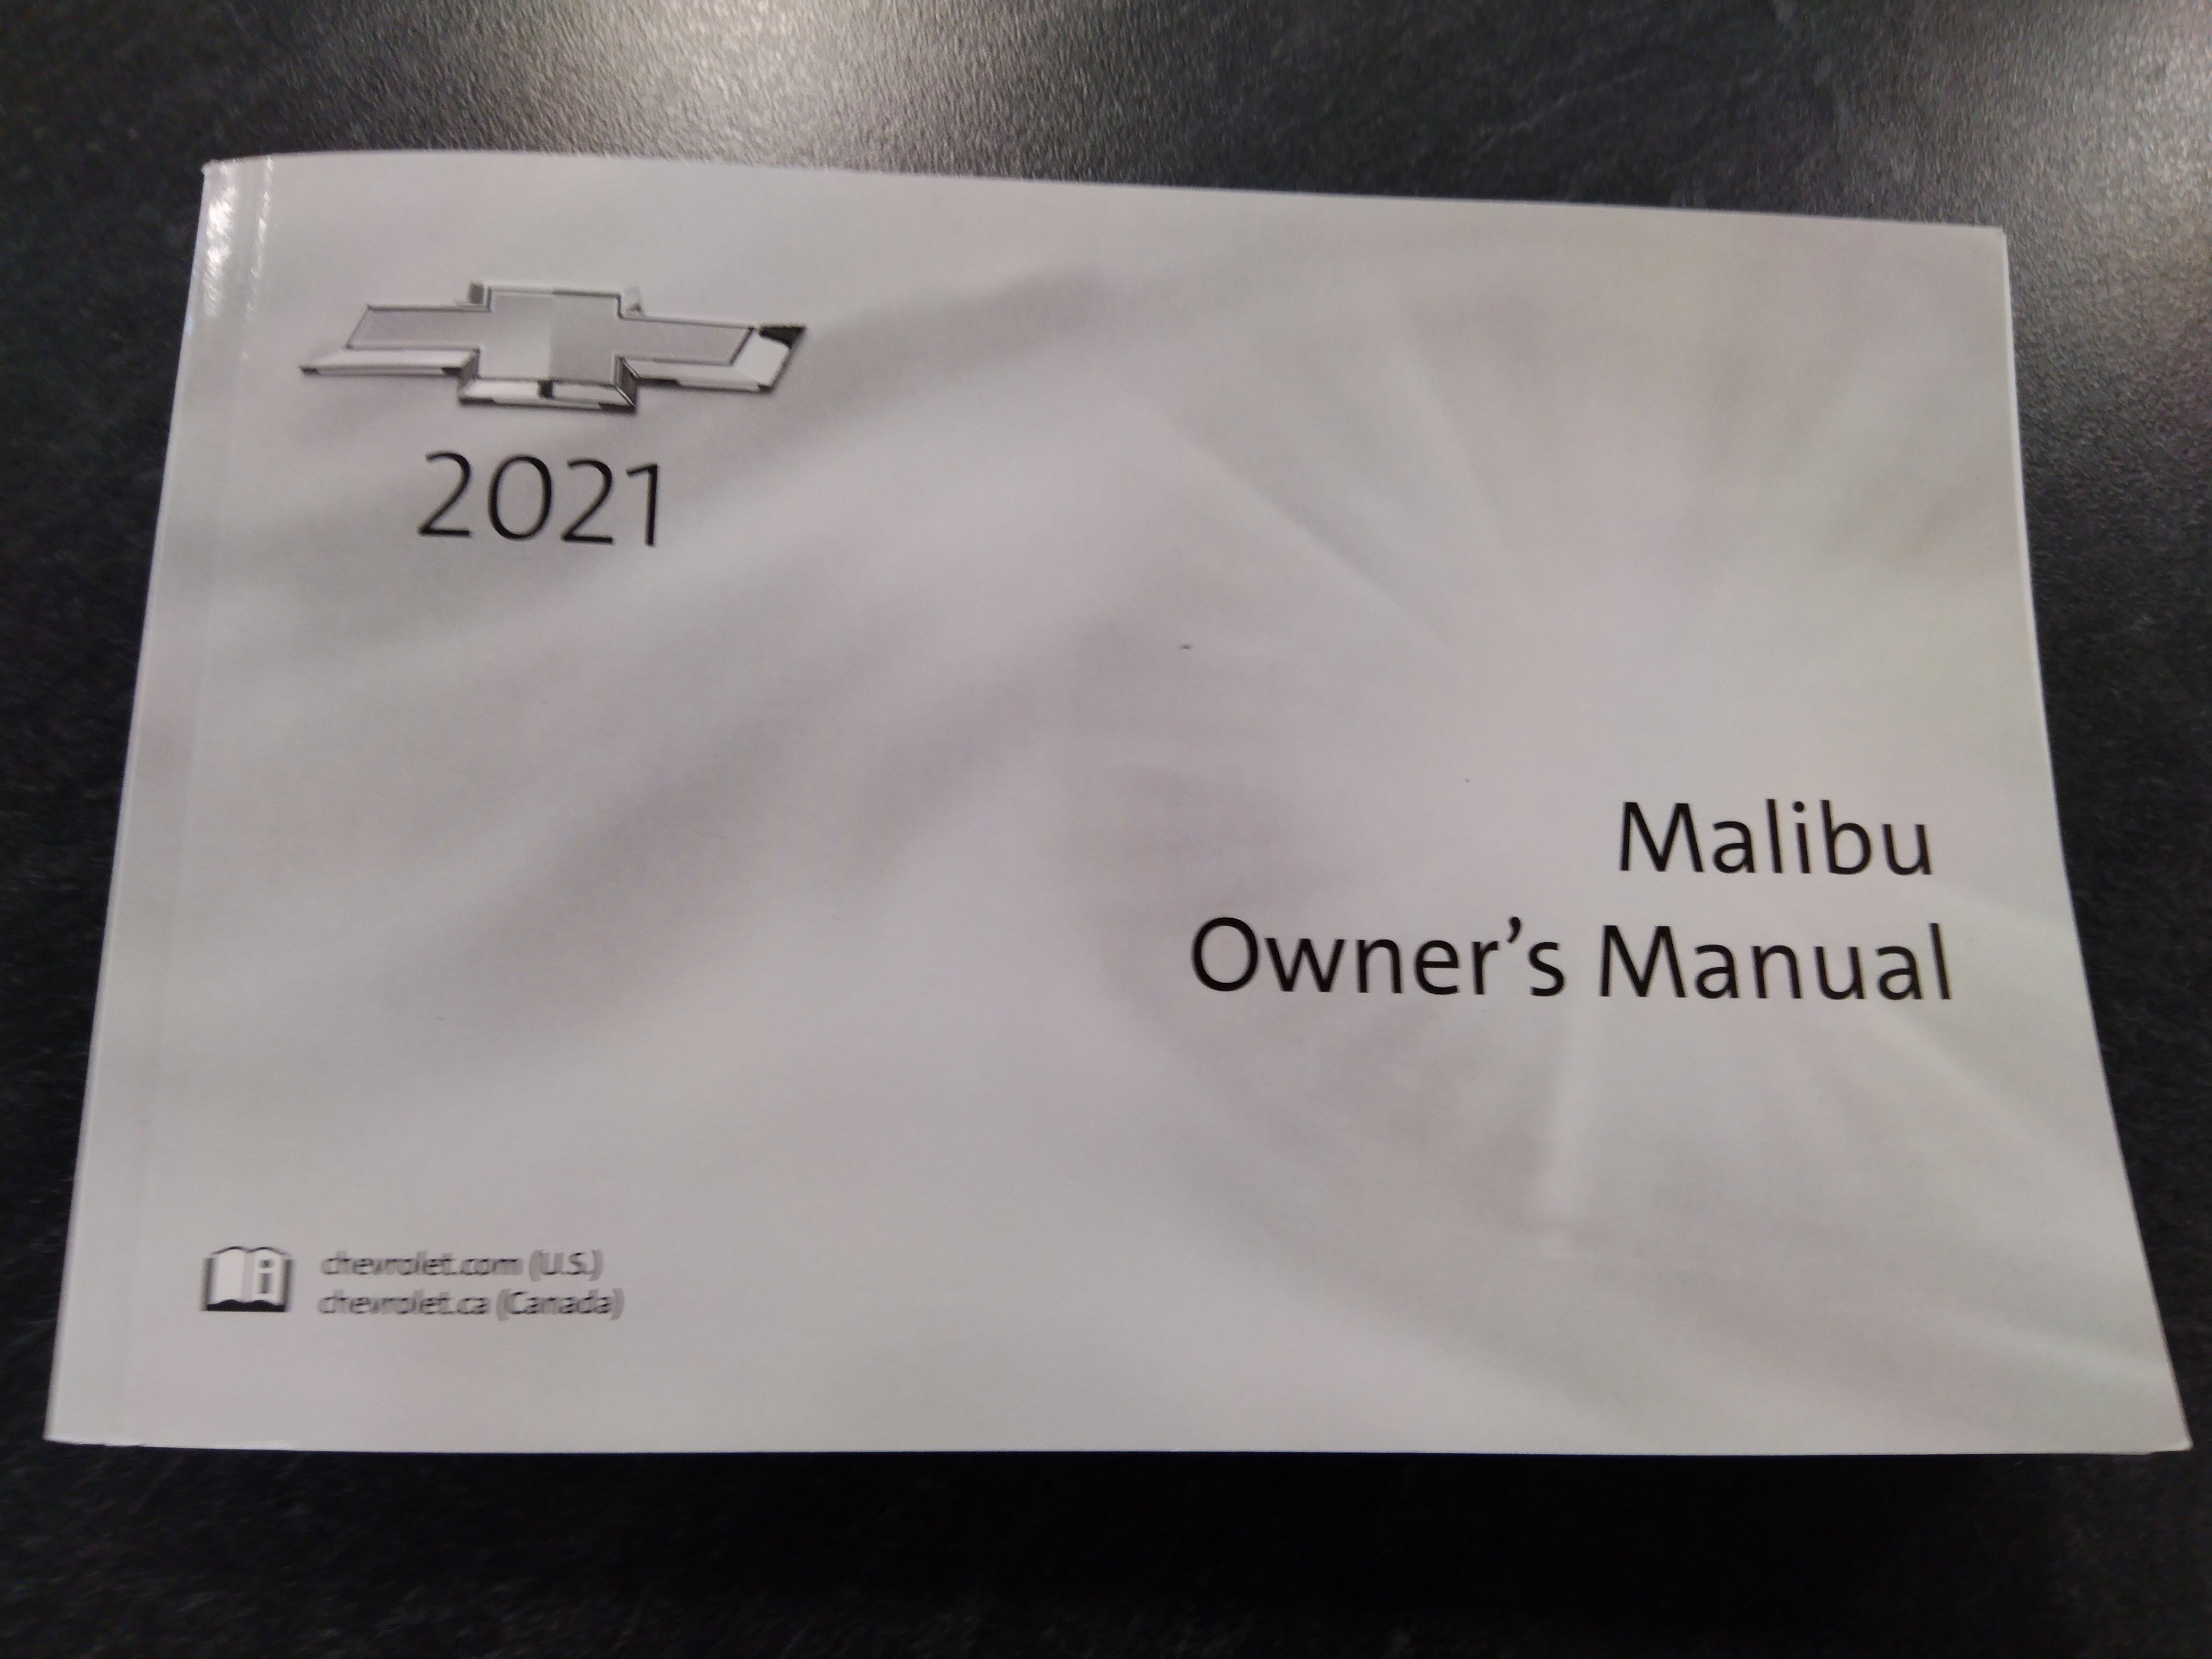 2021
Malibu
Owner's Manual
chevrolet.com (U.S.)
chevrolet.ca (Canada)